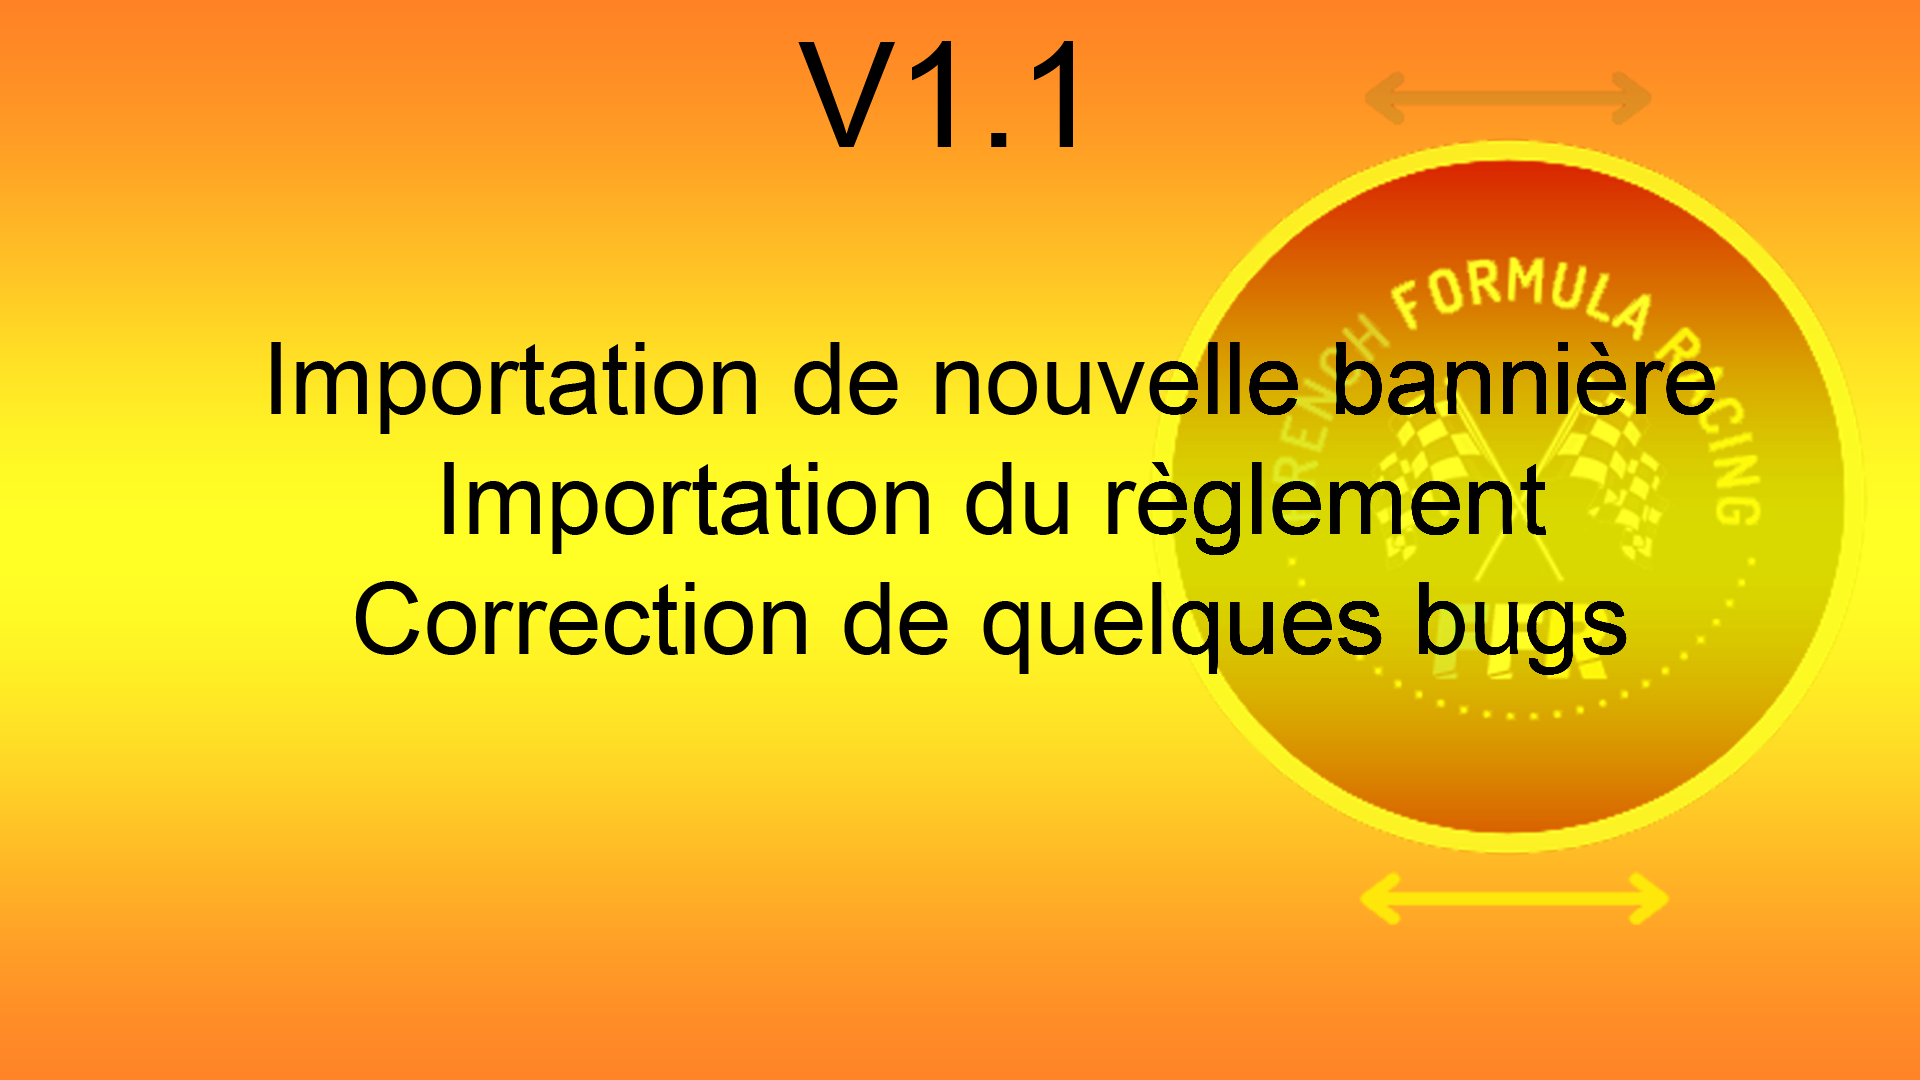 V1.1
FRENCH FORMULA RACING
Importation de nouvelle bannière
Importation du règlement
Correction de quelques bugs